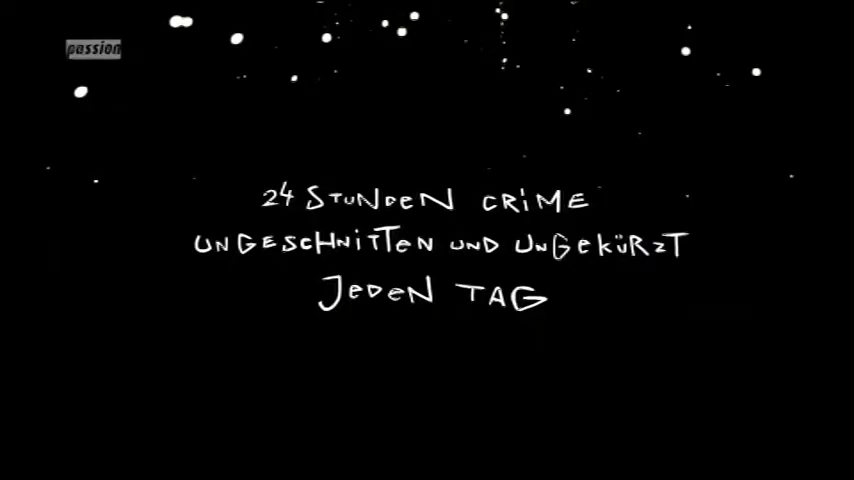 passion
24 STUNDEN CRIME
UNGESCHNITTEN UND UNGEKÜRZT
JEDEN TAG